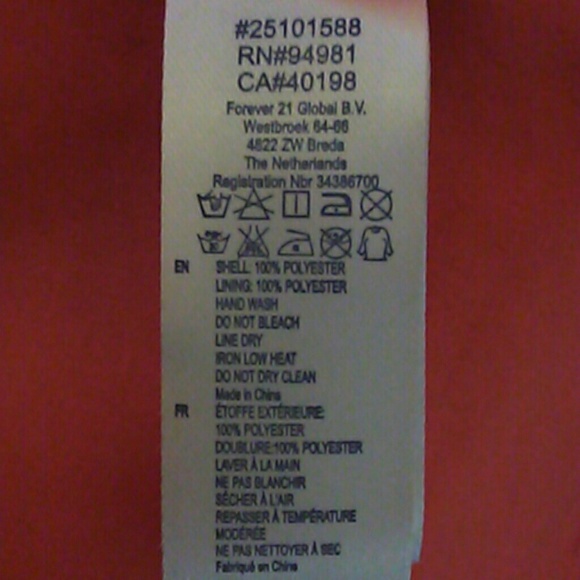 #25101588
RN#94981
CA#40198
Forever 21 Global B.V.
Westbroek 64-66
4822 ZW Breda
The Netherlands
Registration Nbr 34386700
EN SHELL: 100% POLYESTER
LINING: 100% POLYESTER
HAND WASH
DO NOT BLEACH
LINE DRY
IRON LOW HEAT
DO NOT DRY CLEAN
Made in China
FR ÉTOFFE EXTÉRIEURE:
100% POLYESTER
DOUBLURE:100% POLYESTER
LAVER À LA MAIN
NE PAS BLANCHIR
SÉCHER À L'AIR
REPASSER À TEMPÉRATURE
MODÉRÉE
NE PAS NETTOYER À SEC
Fabriqué en China